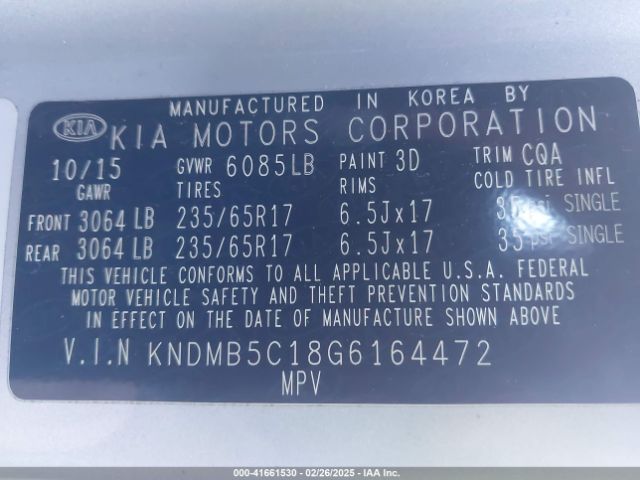 MANUFACTURED IN KOREA BY
KIA KIA MOTORS CORPORATION
10/15 GVWR 6085LB PAINT 3D TRIM CQA
GAWR TIRES RIMS COLD TIRE INFL
FRONT 3064 LB 235/65R17 6.5Jx17 35 psi SINGLE
REAR 3064 LB 235/65R17 6.5Jx17 35 psi SINGLE
THIS VEHICLE CONFORMS TO ALL APPLICABLE U.S.A. FEDERAL
MOTOR VEHICLE SAFETY AND THEFT PREVENTION STANDARDS
IN EFFECT ON THE DATE OF MANUFACTURE SHOWN ABOVE
V.I.N KNDMB5C18G6164472
MPV
000-41661530 - 02/26/2025 - IAA Inc.